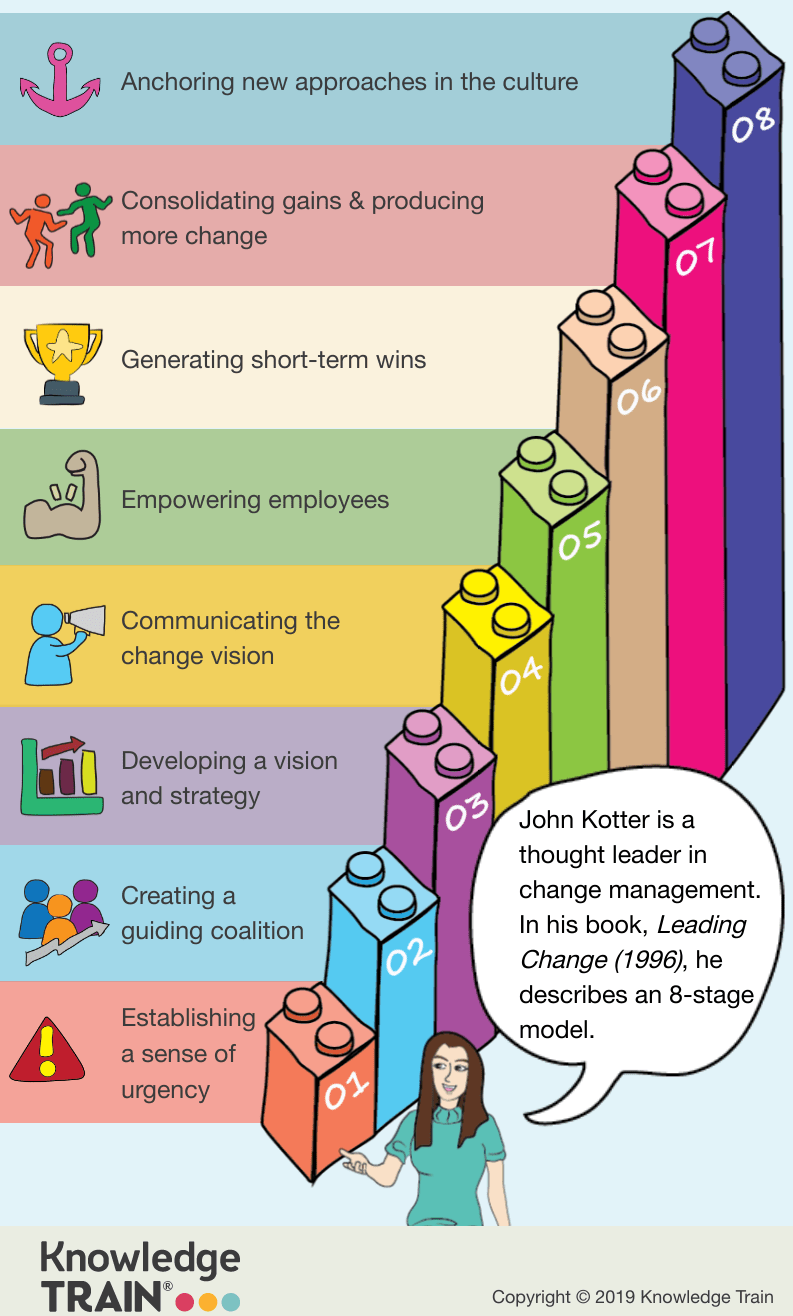 Anchoring new approaches in the culture
08
Consolidating gains & producing
more change
07
Generating short-term wins
06
Empowering employees
05
Communicating the
change vision
04
Developing a vision
and strategy
03
Creating a
guiding coalition
02
Establishing
a sense of
urgency
01
John Kotter is a
thought leader in
change management.
In his book, Leading
Change (1996), he
describes an 8-stage
model.
Knowledge
TRAIN®
Copyright © 2019 Knowledge Train